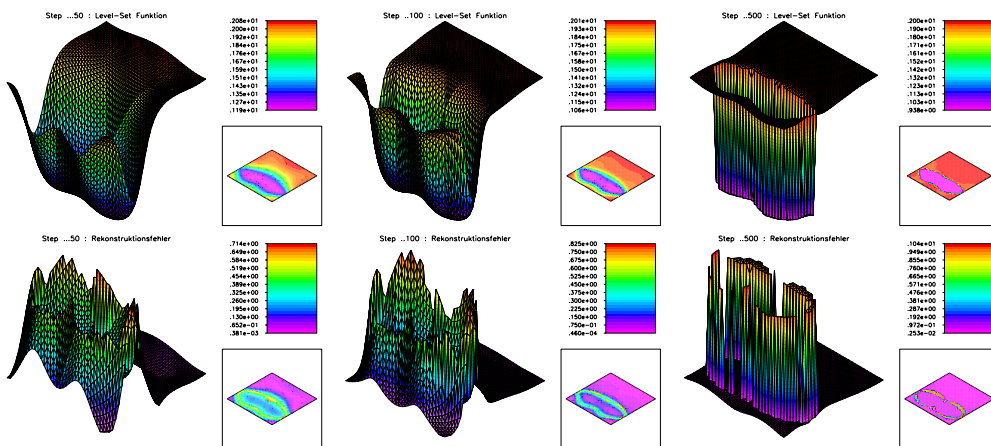 Step ...50 : Level-Set Funktion
.208e+01
.200e+01
.192e+01
.184e+01
.176e+01
.167e+01
.159e+01
.151e+01
.143e+01
.135e+01
.127e+01
.119e+01
Step ..100 : Level-Set Funktion
.201e+01
.193e+01
.184e+01
.175e+01
.167e+01
.158e+01
.149e+01
.141e+01
.132e+01
.123e+01
.115e+01
.106e+01
Step ..500 : Level-Set Funktion
.200e+01
.190e+01
.181e+01
.171e+01
.161e+01
.152e+01
.142e+01
.132e+01
.123e+01
.113e+01
.103e+01
.938e+00
Step ...50 : Rekonstruktionsfehler
.714e+00
.649e+00
.584e+00
.519e+00
.454e+00
.389e+00
.325e+00
.260e+00
.195e+00
.130e+00
.652e-01
.381e-03
Step ..100 : Rekonstruktionsfehler
.825e+00
.750e+00
.675e+00
.600e+00
.525e+00
.450e+00
.375e+00
.300e+00
.225e+00
.150e+00
.750e-01
.460e-04
Step ..500 : Rekonstruktionsfehler
.104e+01
.949e+00
.855e+00
.760e+00
.665e+00
.571e+00
.476e+00
.381e+00
.287e+00
.192e+00
.972e-01
.253e-02